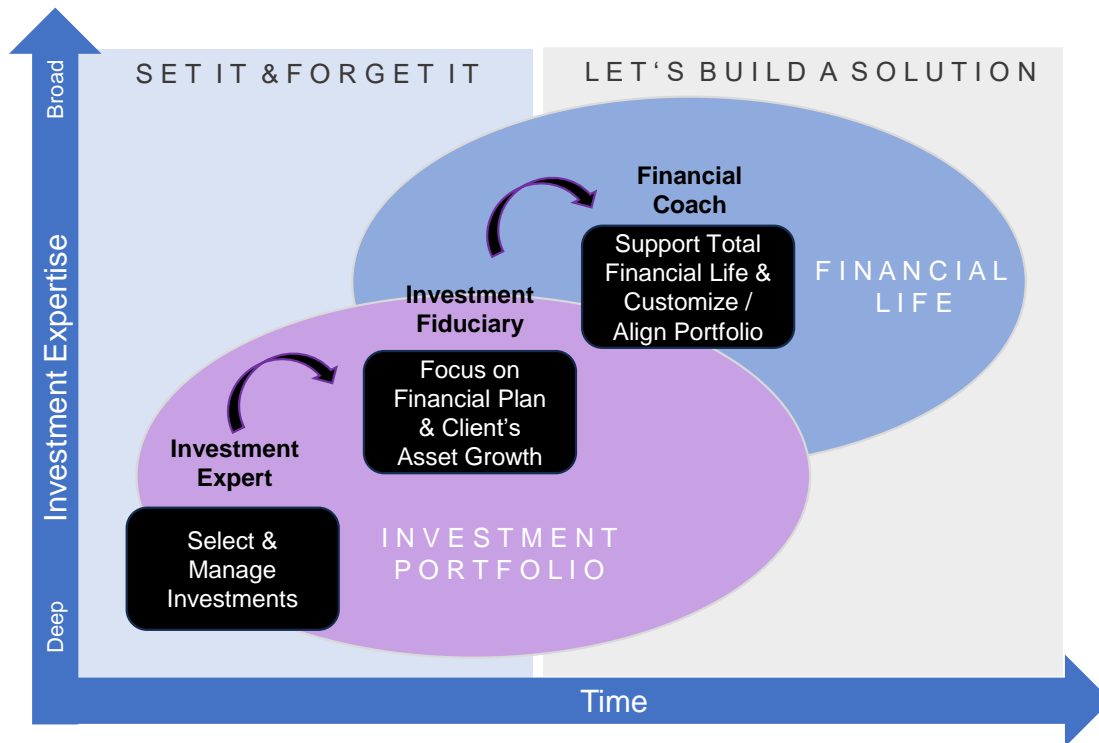 SET IT & FORGET IT
LET‘S BUILD A SOLUTION
Broad
Investment Expertise
Deep
Financial
Coach
Support Total
Financial Life &
Customize /
Align Portfolio
FINANCIAL
LIFE
Investment
Fiduciary
Focus on
Financial Plan
& Client’s
Asset Growth
Investment
Expert
Select &
Manage
Investments
INVESTMENT
PORTFOLIO
Time